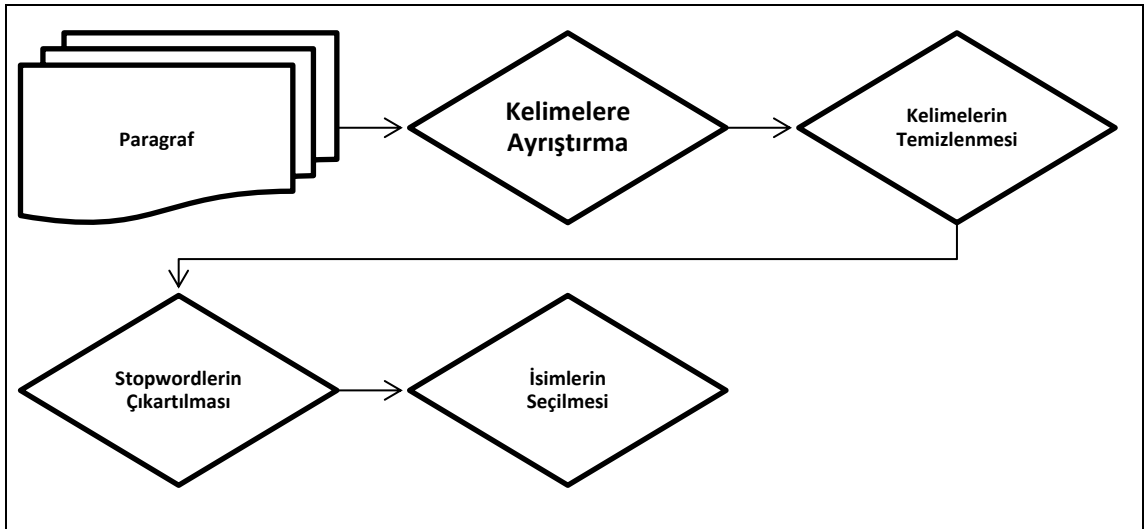 Paragraf
Kelimelere
Ayrıştırma
Kelimelerin
Temizlenmesi
Stopwordlerin
Çıkartılması
İsimlerin
Seçilmesi